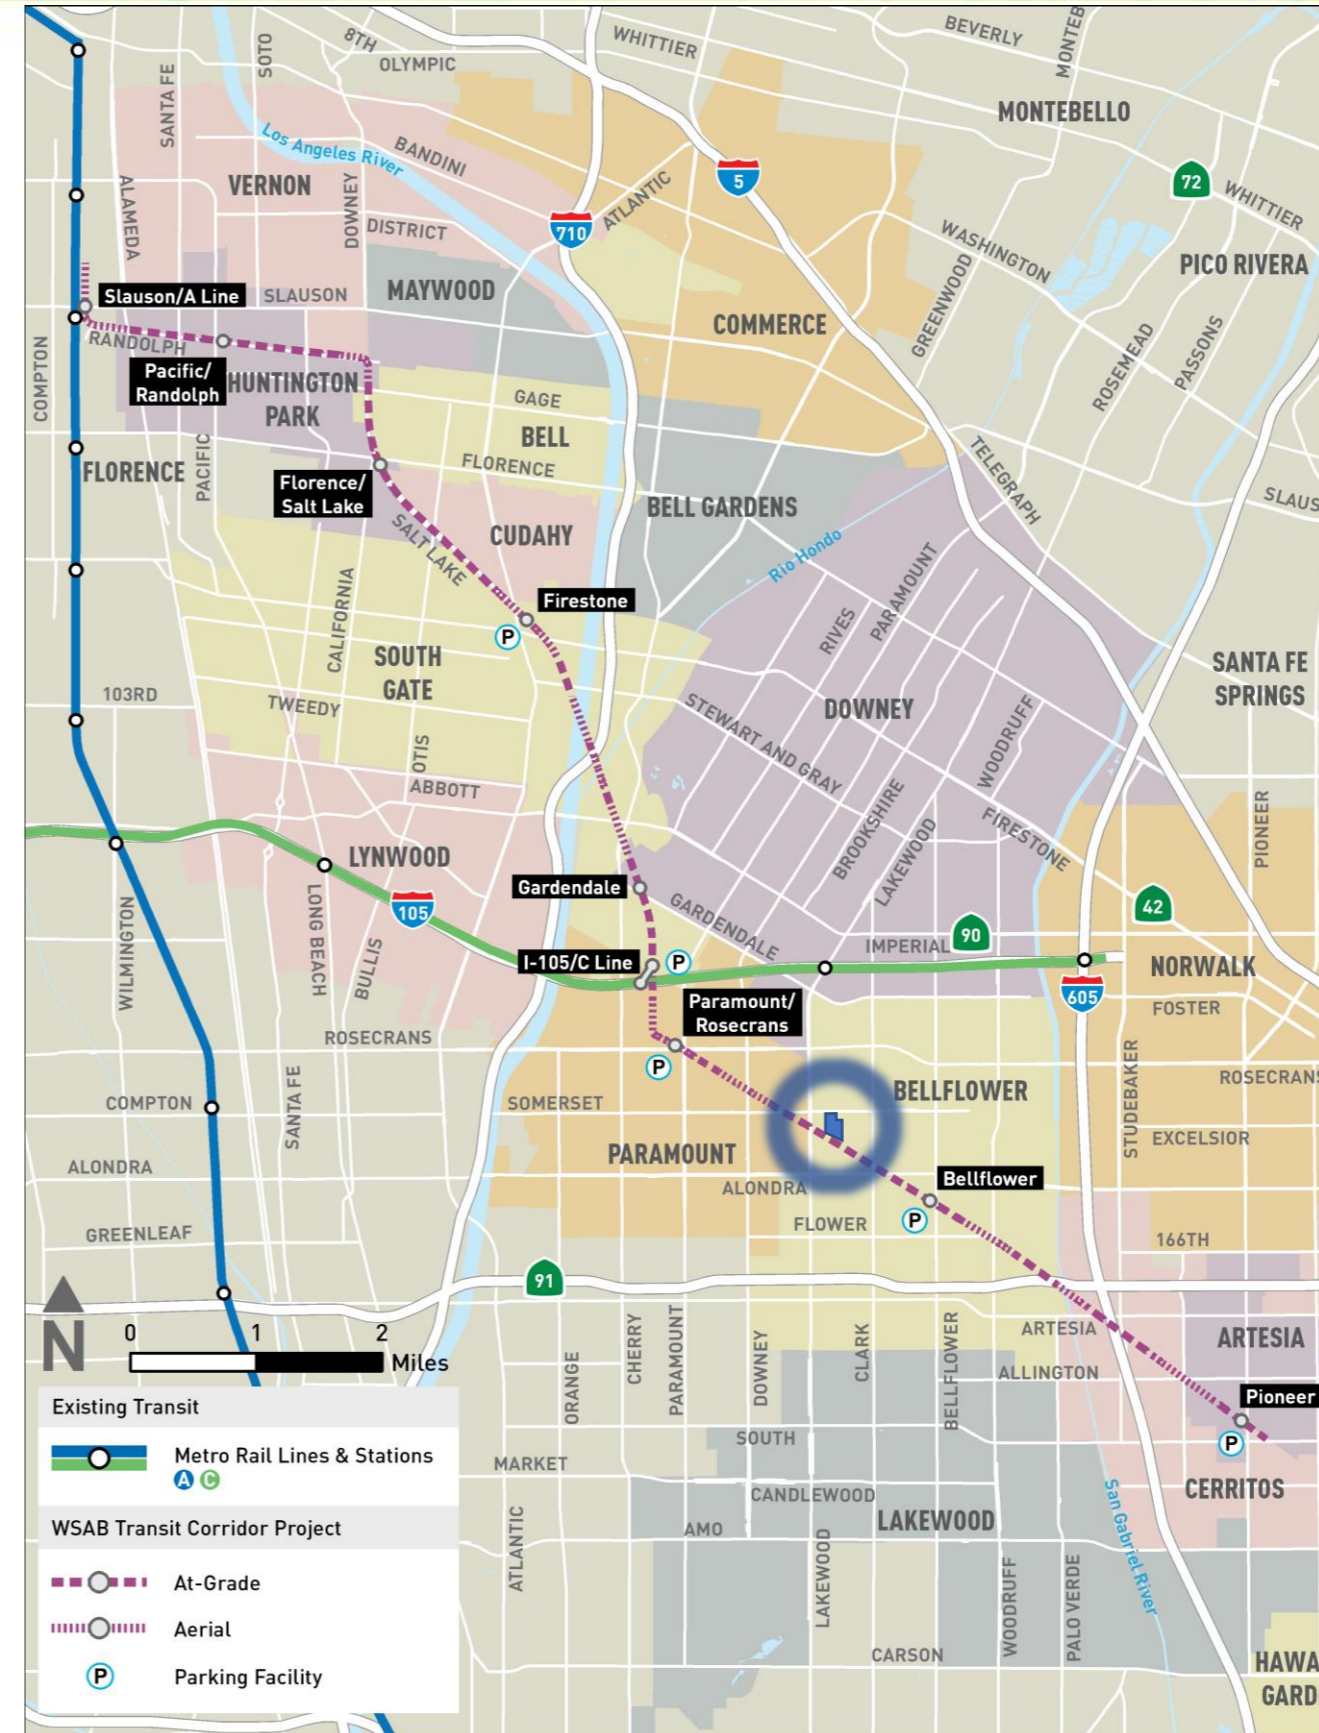 BEVERLY
MONTEB
WHITTIER
8TH
SOTO
OLYMPIC
SANTA FE
MONTEBELLO
Los Angeles River
BANDINI
5
72
WHITTIER
VERNON
ALAMEDA
DOWNEY
DISTRICT
710
ATLANTIC
WASHINGTON
PICO RIVERA
MAYWOOD
GREENWOOD
Slauson/A Line
SLAUSON
COMMERCE
RANDOLPH
COMPTON
Pacific/
Randolph
HUNTINGTON
PARK
ROSEMEAD
PASSONS
GAGE
BELL
FLORENCE
PACIFIC
FLORENCE
TELEGRAPH
Florence/
Salt Lake
BELL GARDENS
SLAUS
SALT LAKE
CUDAHY
Rio Hondo
PARAMOUNT
RIVES
Firestone
P
CALIFORNIA
SOUTH
GATE
SANTA FE
SPRINGS
103RD
TWEEDY
STEWART AND GRAY
DOWNEY
WOODRUFF
OTIS
ABBOTT
BROOKSHIRE
LAKEWOOD
FIRESTONE
PIONEER
LYNWOOD
Gardendale
GARDENDALE
105
LONG BEACH
BULLIS
WILMINGTON
IMPERIAL
90
42
I-105/C Line
P
NORWALK
605
FOSTER
Paramount/
Rosecrans
ROSECRANS
P
STUDEBAKER
ROSECRANS
COMPTON
SANTA FE
SOMERSET
BELLFLOWER
EXCELSIOR
ALONDRA
PARAMOUNT
ALONDRA
Bellflower
P
FLOWER
GREENLEAF
166TH
91
N
0 1 2
Miles
CHERRY
PARAMOUNT
DOWNEY
CLARK
BELLFLOWER
ARTESIA
ARTESIA
ORANGE
ALLINGTON
Pioneer
P
SOUTH
MARKET
CERRITOS
CANDLEWOOD
LAKEWOOD
San Gabriel River
AMO
ATLANTIC
LAKEWOOD
WOODRUFF
PALO VERDE
CARSON
HAWA
GARD
Existing Transit
Metro Rail Lines & Stations
A C
WSAB Transit Corridor Project
At-Grade
Aerial
P Parking Facility